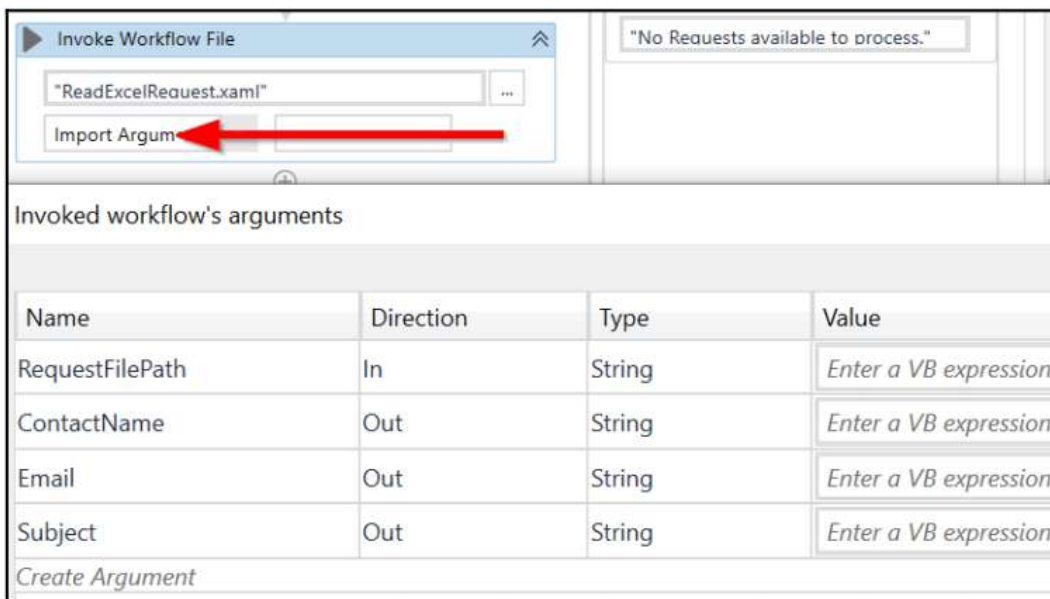 Invoke Workflow File
"No Requests available to process."
"ReadExcelRequest.xaml"
...
Import Argum
Invoked workflow's arguments
Name Direction Type Value
RequestFilePath In String Enter a VB expression
ContactName Out String Enter a VB expression
Email Out String Enter a VB expression
Subject Out String Enter a VB expression
Create Argument